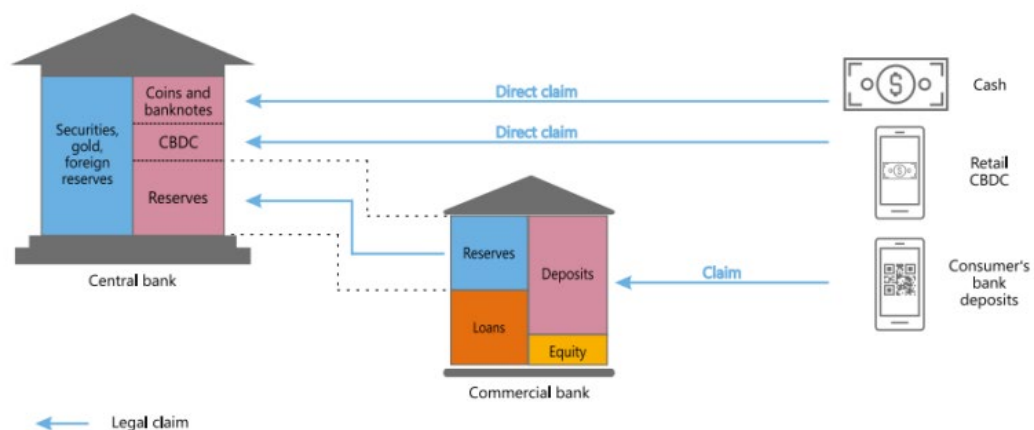 Coins and
banknotes
Securities,
gold,
foreign
reserves
CBDC
Reserves
Central bank
Direct claim
Direct claim
Cash
Retail
CBDC
Reserves
Deposits
Loans
Equity
Commercial bank
Claim
Consumer's
bank
deposits
Legal claim